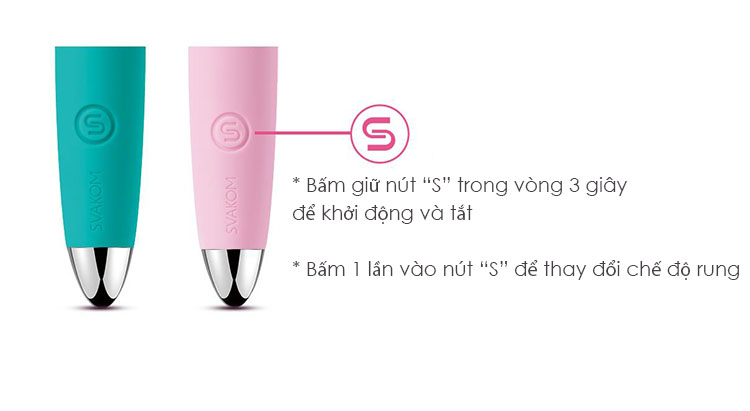 SVAKOM
SVAKOM
S
* Bấm giữ nút “S” trong vòng 3 giây
để khởi động và tắt
* Bấm 1 lần vào nút “S” để thay đổi chế độ rung